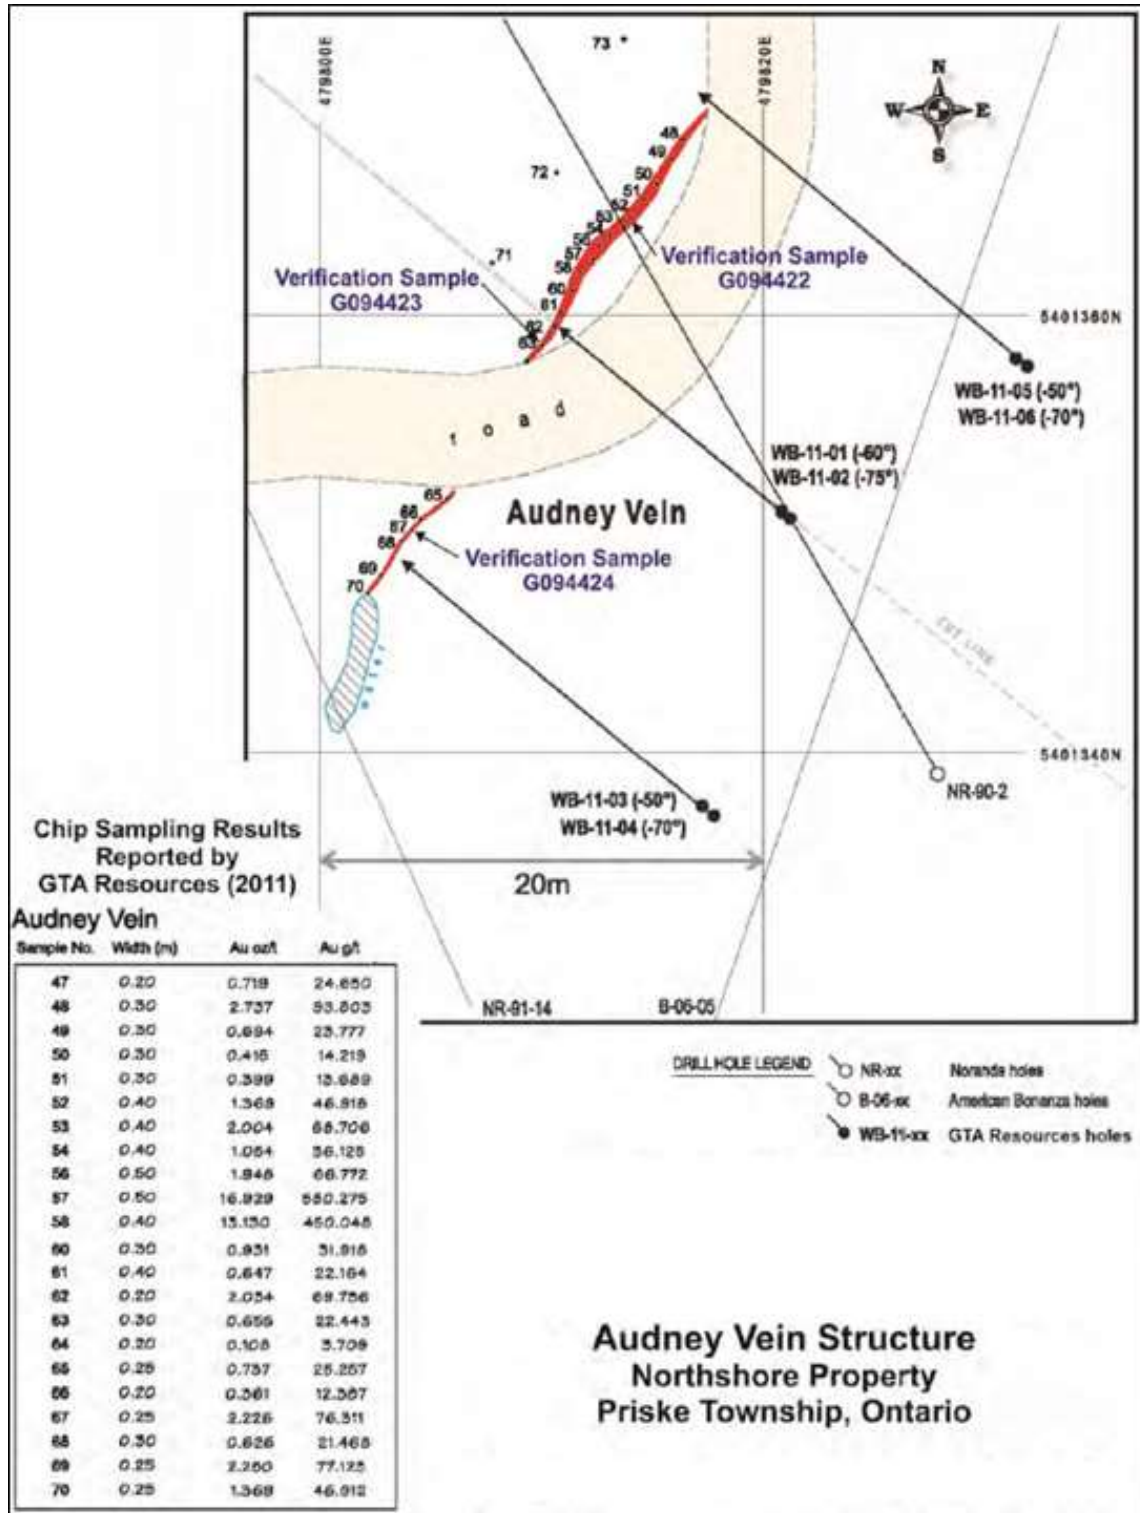 73
479800E
479820E
N
W E
S
48
49
72
50
51
52
53
54
56
57
58
71
Verification Sample
G094422
Verification Sample
G094423
60
61
62
63
5401360N
WB-11-05 (-50°)
WB-11-06 (-70°)
road
WB-11-01 (-60°)
WB-11-02 (-75°)
65
66
67
68
Audney Vein
Verification Sample
G094424
69
70
water
CUT LINE
5401340N
NR-90-2
WB-11-03 (-50°)
WB-11-04 (-70°)
20m
NR-91-14
B-06-05
Chip Sampling Results
Reported by
GTA Resources (2011)
Audney Vein
Sample No. Width (m) Au oz/t Au g/t
47 0.20 0.719 24.650
48 0.30 2.737 93.803
49 0.30 0.694 23.777
50 0.30 0.415 14.219
51 0.30 0.399 13.689
52 0.40 1.369 46.918
53 0.40 2.004 68.706
54 0.40 1.054 36.125
56 0.50 66.772
57 0.50 16.929
58 0.40 13.130 450.048
60 0.30 0.931 31.918
61 0.40 0.647 22.164
62 0.20 2.034 69.756
63 0.30 0.655 22.443
64 0.20 0.108 3.709
65 0.25 0.737 25.257
66 0.20 0.361 12.387
67 0.25 2.226 76.311
68 0.30 0.626 21.468
69 0.25 2.250 77.123
70 0.25 1.369 46.912
DRILL HOLE LEGEND
NR-xx Noranda holes
B-06-xx American Bonanza holes
WB-11-xx GTA Resources holes
Audney Vein Structure
Northshore Property
Priske Township, Ontario